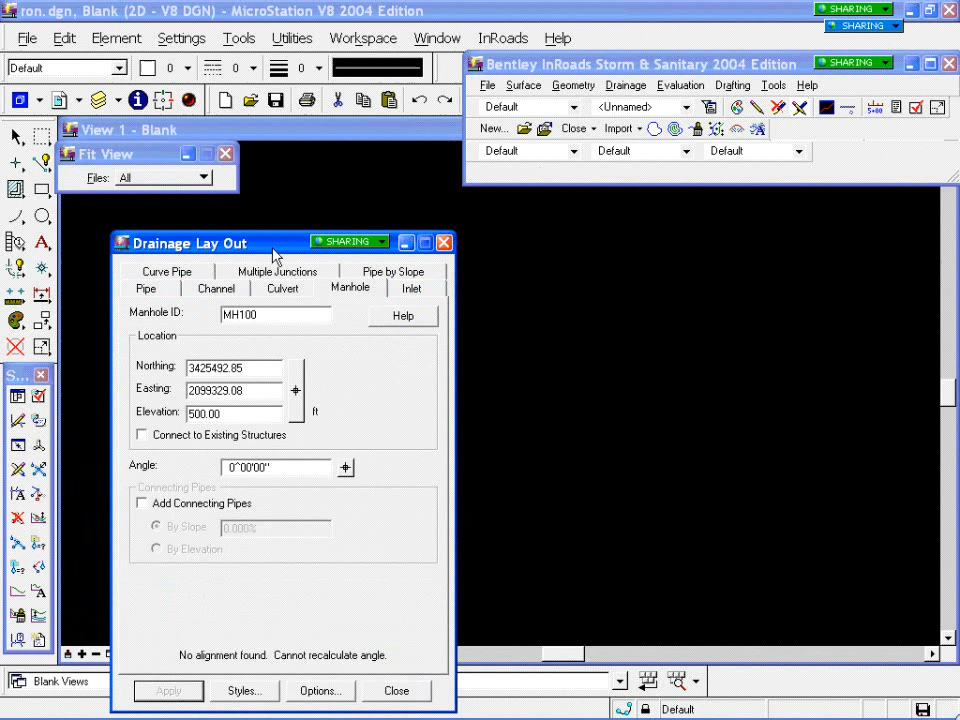 ron.dgn, Blank (2D - V8 DGN) - MicroStation V8 2004 Edition
SHARING
SHARING
File Edit Element Settings Tools Utilities Workspace Window InRoads Help
Default 0 0 0
Bentley InRoads Storm & Sanitary 2004 Edition SHARING
File Surface Geometry Drainage Evaluation Drafting Tools Help
Default <Unnamed>
New... Close Import
Default Default Default
View 1 - Blank
Fit View
Files: All
Drainage Lay Out SHARING
Curve Pipe Multiple Junctions Pipe by Slope
Pipe Channel Culvert Manhole Inlet
Manhole ID: MH100 Help
Location
Northing: 3425492.85
Easting: 2099329.08
Elevation: 500.00 ft
Connect to Existing Structures
Angle: 0^00'00"
Connecting Pipes
Add Connecting Pipes
By Slope 0.000%
By Elevation
No alignment found. Cannot recalculate angle.
Apply Styles... Options... Close
S...
Blank Views
Default